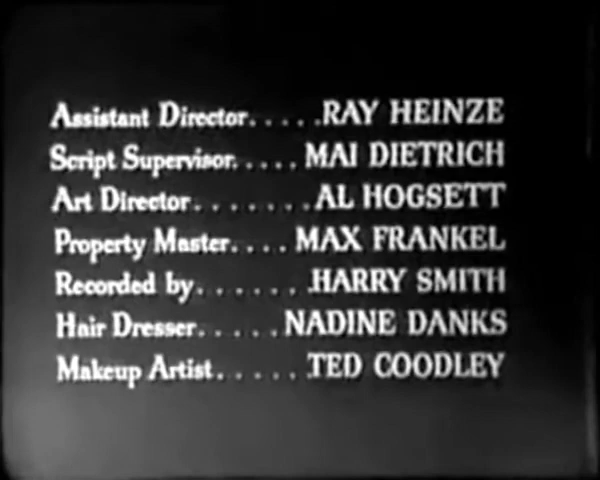 Assistant Director.....RAY HEINZE
Script Supervisor.....MAI DIETRICH
Art Director........AL HOGSETT
Property Master....MAX FRANKEL
Recorded by.......HARRY SMITH
Hair Dresser.....NADINE DANKS
Makeup Artist......TED COODLEY